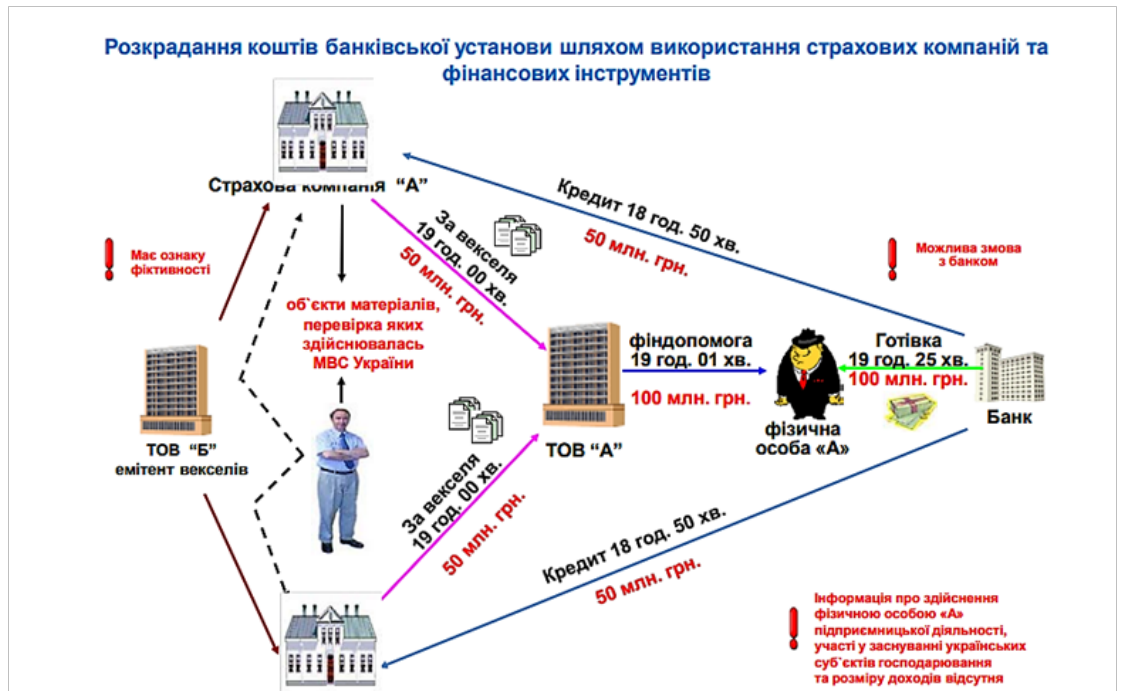 Розкрадання коштів банківської установи шляхом використання страхових компаній та
фінансових інструментів
Страхова компанія “А”
Кредит 18 год. 50 хв.
50 млн. грн.
За векселя
19 год. 00 хв.
50 млн. грн.
Має ознаку
фіктивності
Можлива змова
з банком
об`єкти матеріалів,
перевірка яких
здійснювалась
МВС України
фіндопомога
19 год. 01 хв.
100 млн. грн.
Готівка
19 год. 25 хв.
100 млн. грн.
ТОВ “Б”
емітент векселів
ТОВ “А”
фізична
особа «А»
Банк
За векселя
19 год. 00 хв.
50 млн. грн.
Кредит 18 год. 50 хв.
50 млн. грн.
Інформація про здійснення
фізичною особою «А»
підприємницької діяльності,
участі у заснуванні українських
суб`єктів господарювання
та розміру доходів відсутня